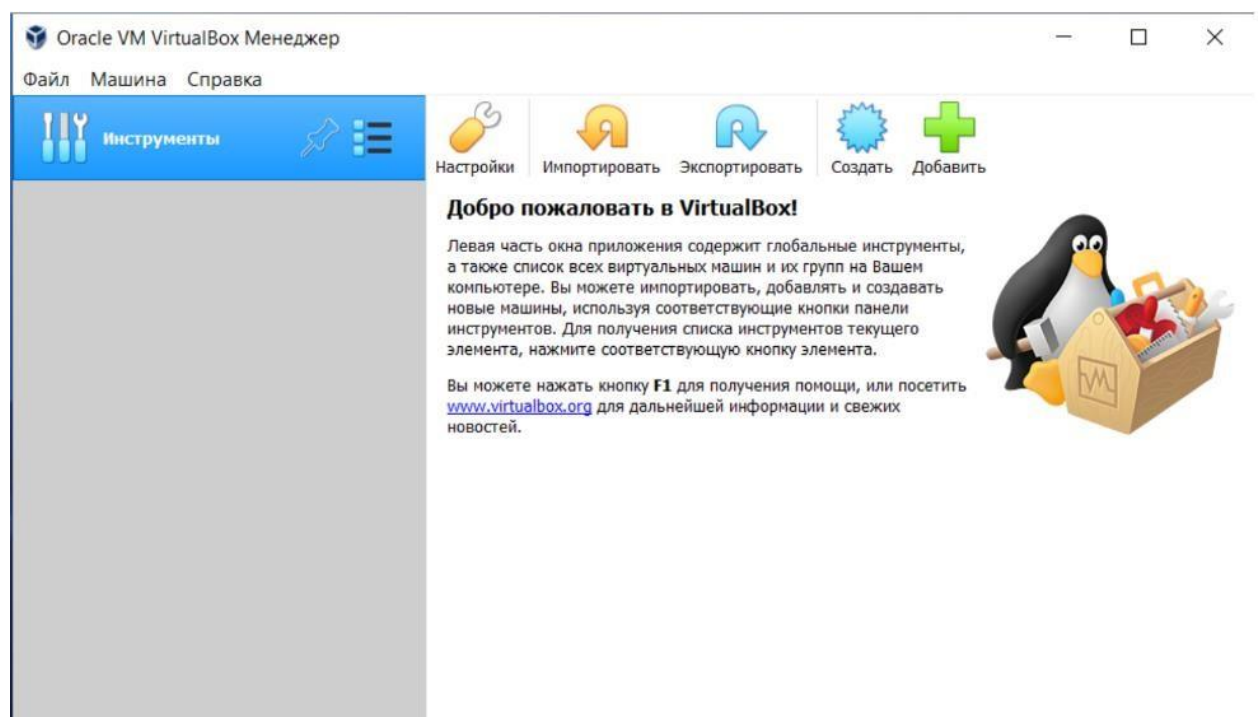 Oracle VM VirtualBox Менеджер
Файл Машина Справка
Инструменты
Настройки Импортировать Экспортировать Создать Добавить
Добро пожаловать в VirtualBox!
Левая часть окна приложения содержит глобальные инструменты,
а также список всех виртуальных машин и их групп на Вашем
компьютере. Вы можете импортировать, добавлять и создавать
новые машины, используя соответствующие кнопки панели
инструментов. Для получения списка инструментов текущего
элемента, нажмите соответствующую кнопку элемента.
Вы можете нажать кнопку F1 для получения помощи, или посетить
www.virtualbox.org для дальнейшей информации и свежих
новостей.